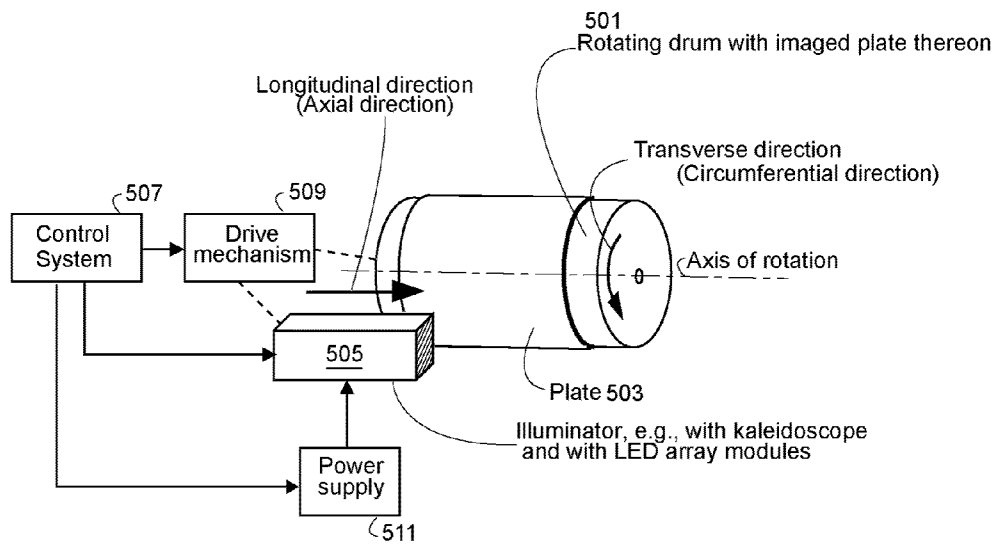 501
Rotating drum with imaged plate thereon
Longitudinal direction
(Axial direction)
Transverse direction
(Circumferential direction)
507
509
Control
System
Drive
mechanism
Axis of rotation
0
505
Plate 503
Illuminator, e.g., with kaleidoscope
and with LED array modules
Power
supply
511